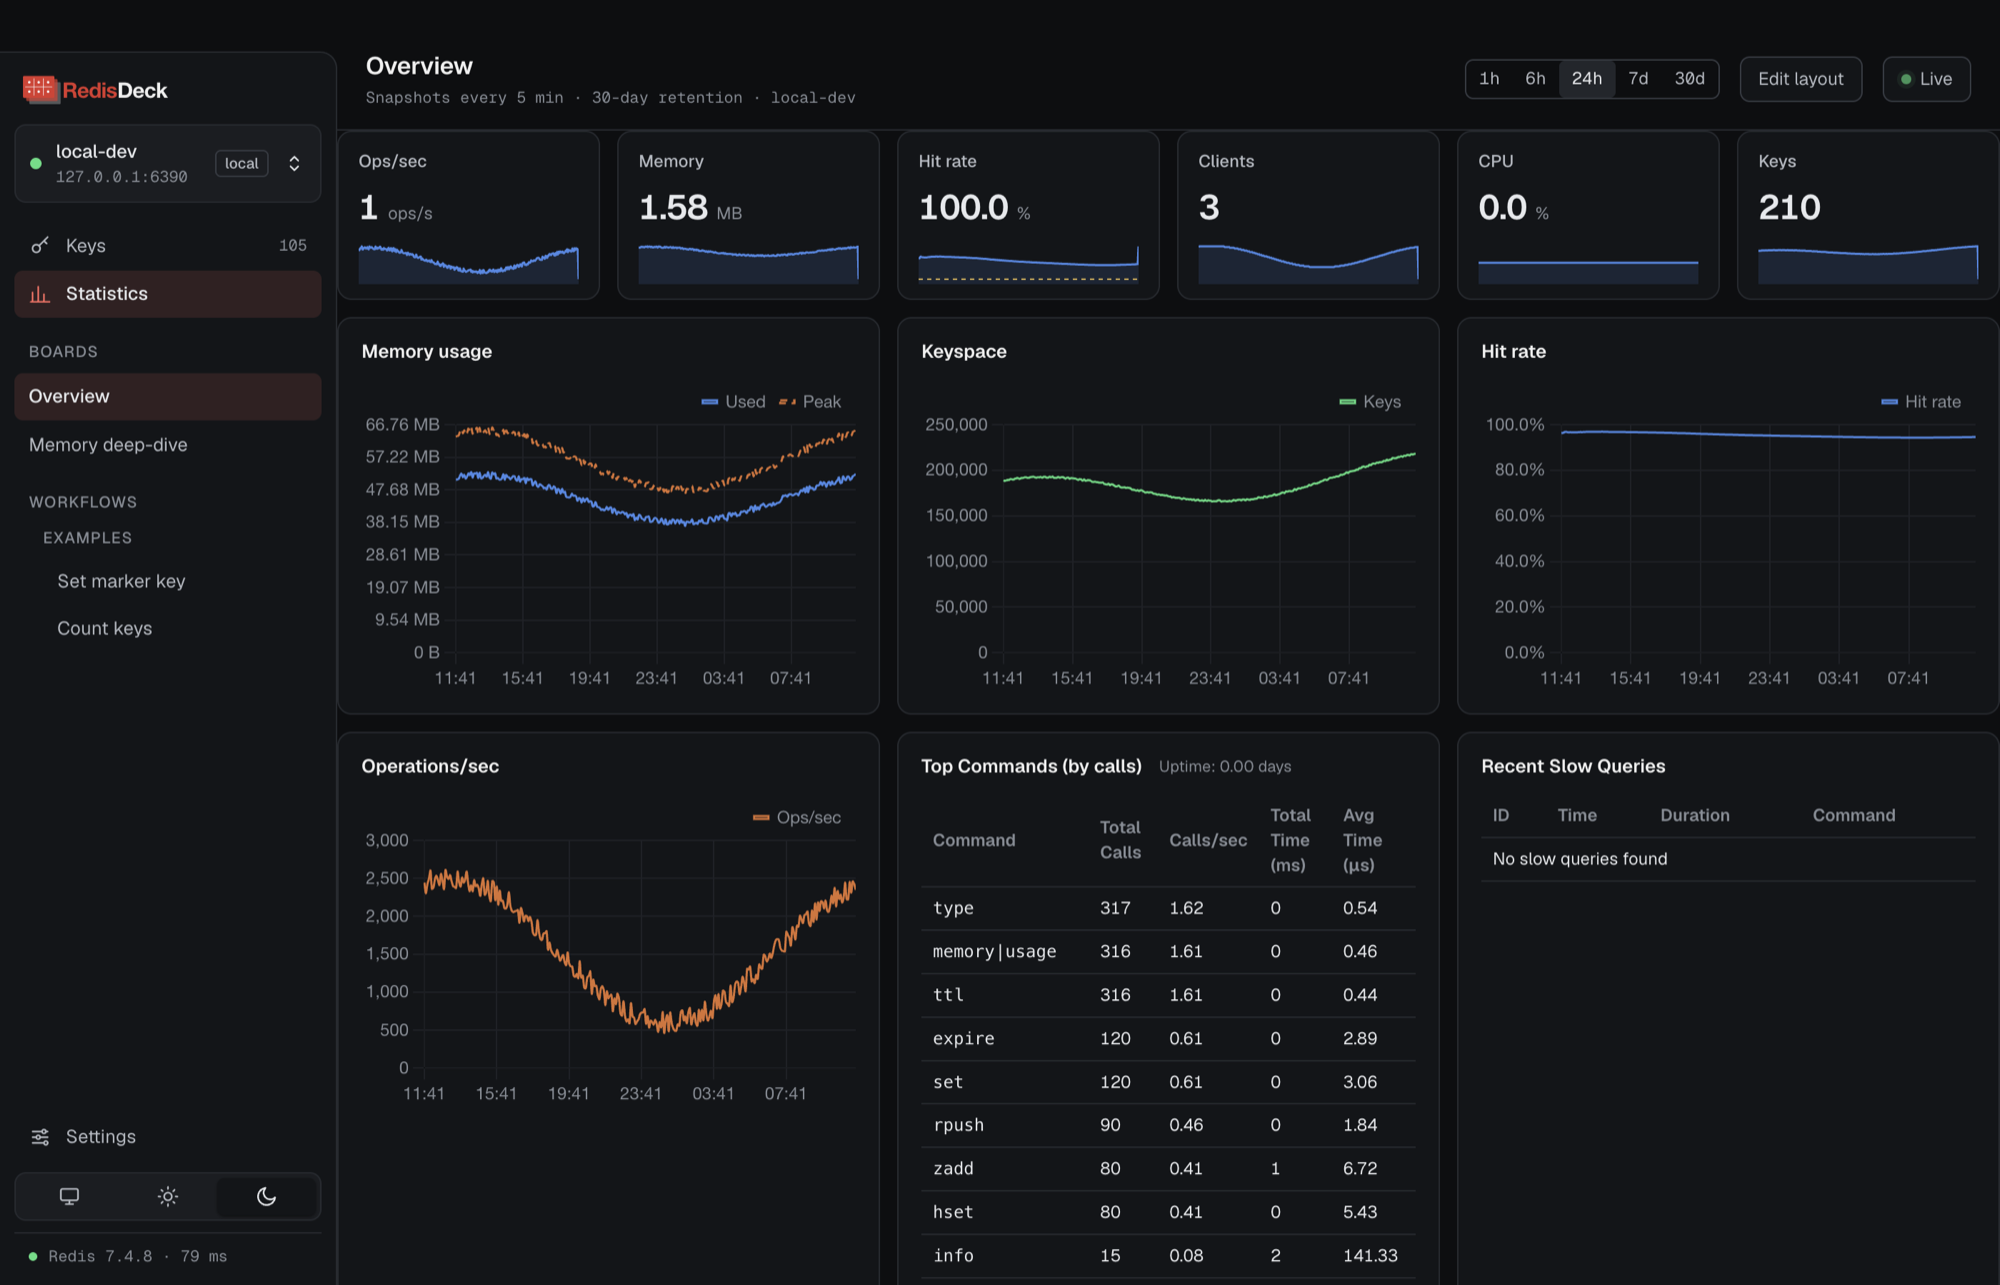 RedisDeck
local-dev
127.0.0.1:6390
local
Keys 105
Statistics
BOARDS
Overview
Memory deep-dive
WORKFLOWS
EXAMPLES
Set marker key
Count keys
Settings
Redis 7.4.8 · 79 ms
Overview
Snapshots every 5 min · 30-day retention · local-dev
1h 6h 24h 7d 30d
Edit layout
Live
Ops/sec
1 ops/s
Memory
1.58 MB
Hit rate
100.0 %
Clients
3
CPU
0.0 %
Keys
210
Memory usage
Used Peak
66.76 MB
57.22 MB
47.68 MB
38.15 MB
28.61 MB
19.07 MB
9.54 MB
0 B
11:41 15:41 19:41 23:41 03:41 07:41
Keyspace
Keys
250,000
200,000
150,000
100,000
50,000
0
11:41 15:41 19:41 23:41 03:41 07:41
Hit rate
Hit rate
100.0%
80.0%
60.0%
40.0%
20.0%
0.0%
11:41 15:41 19:41 23:41 03:41 07:41
Operations/sec
Ops/sec
3,000
2,500
2,000
1,500
1,000
500
0
11:41 15:41 19:41 23:41 03:41 07:41
Top Commands (by calls) Uptime: 0.00 days
Command Total Calls Calls/sec Total Time (ms) Avg Time (µs)
type 317 1.62 0 0.54
memory|usage 316 1.61 0 0.46
ttl 316 1.61 0 0.44
expire 120 0.61 0 2.89
set 120 0.61 0 3.06
rpush 90 0.46 0 1.84
zadd 80 0.41 1 6.72
hset 80 0.41 0 5.43
info 15 0.08 2 141.33
Recent Slow Queries
ID Time Duration Command
No slow queries found